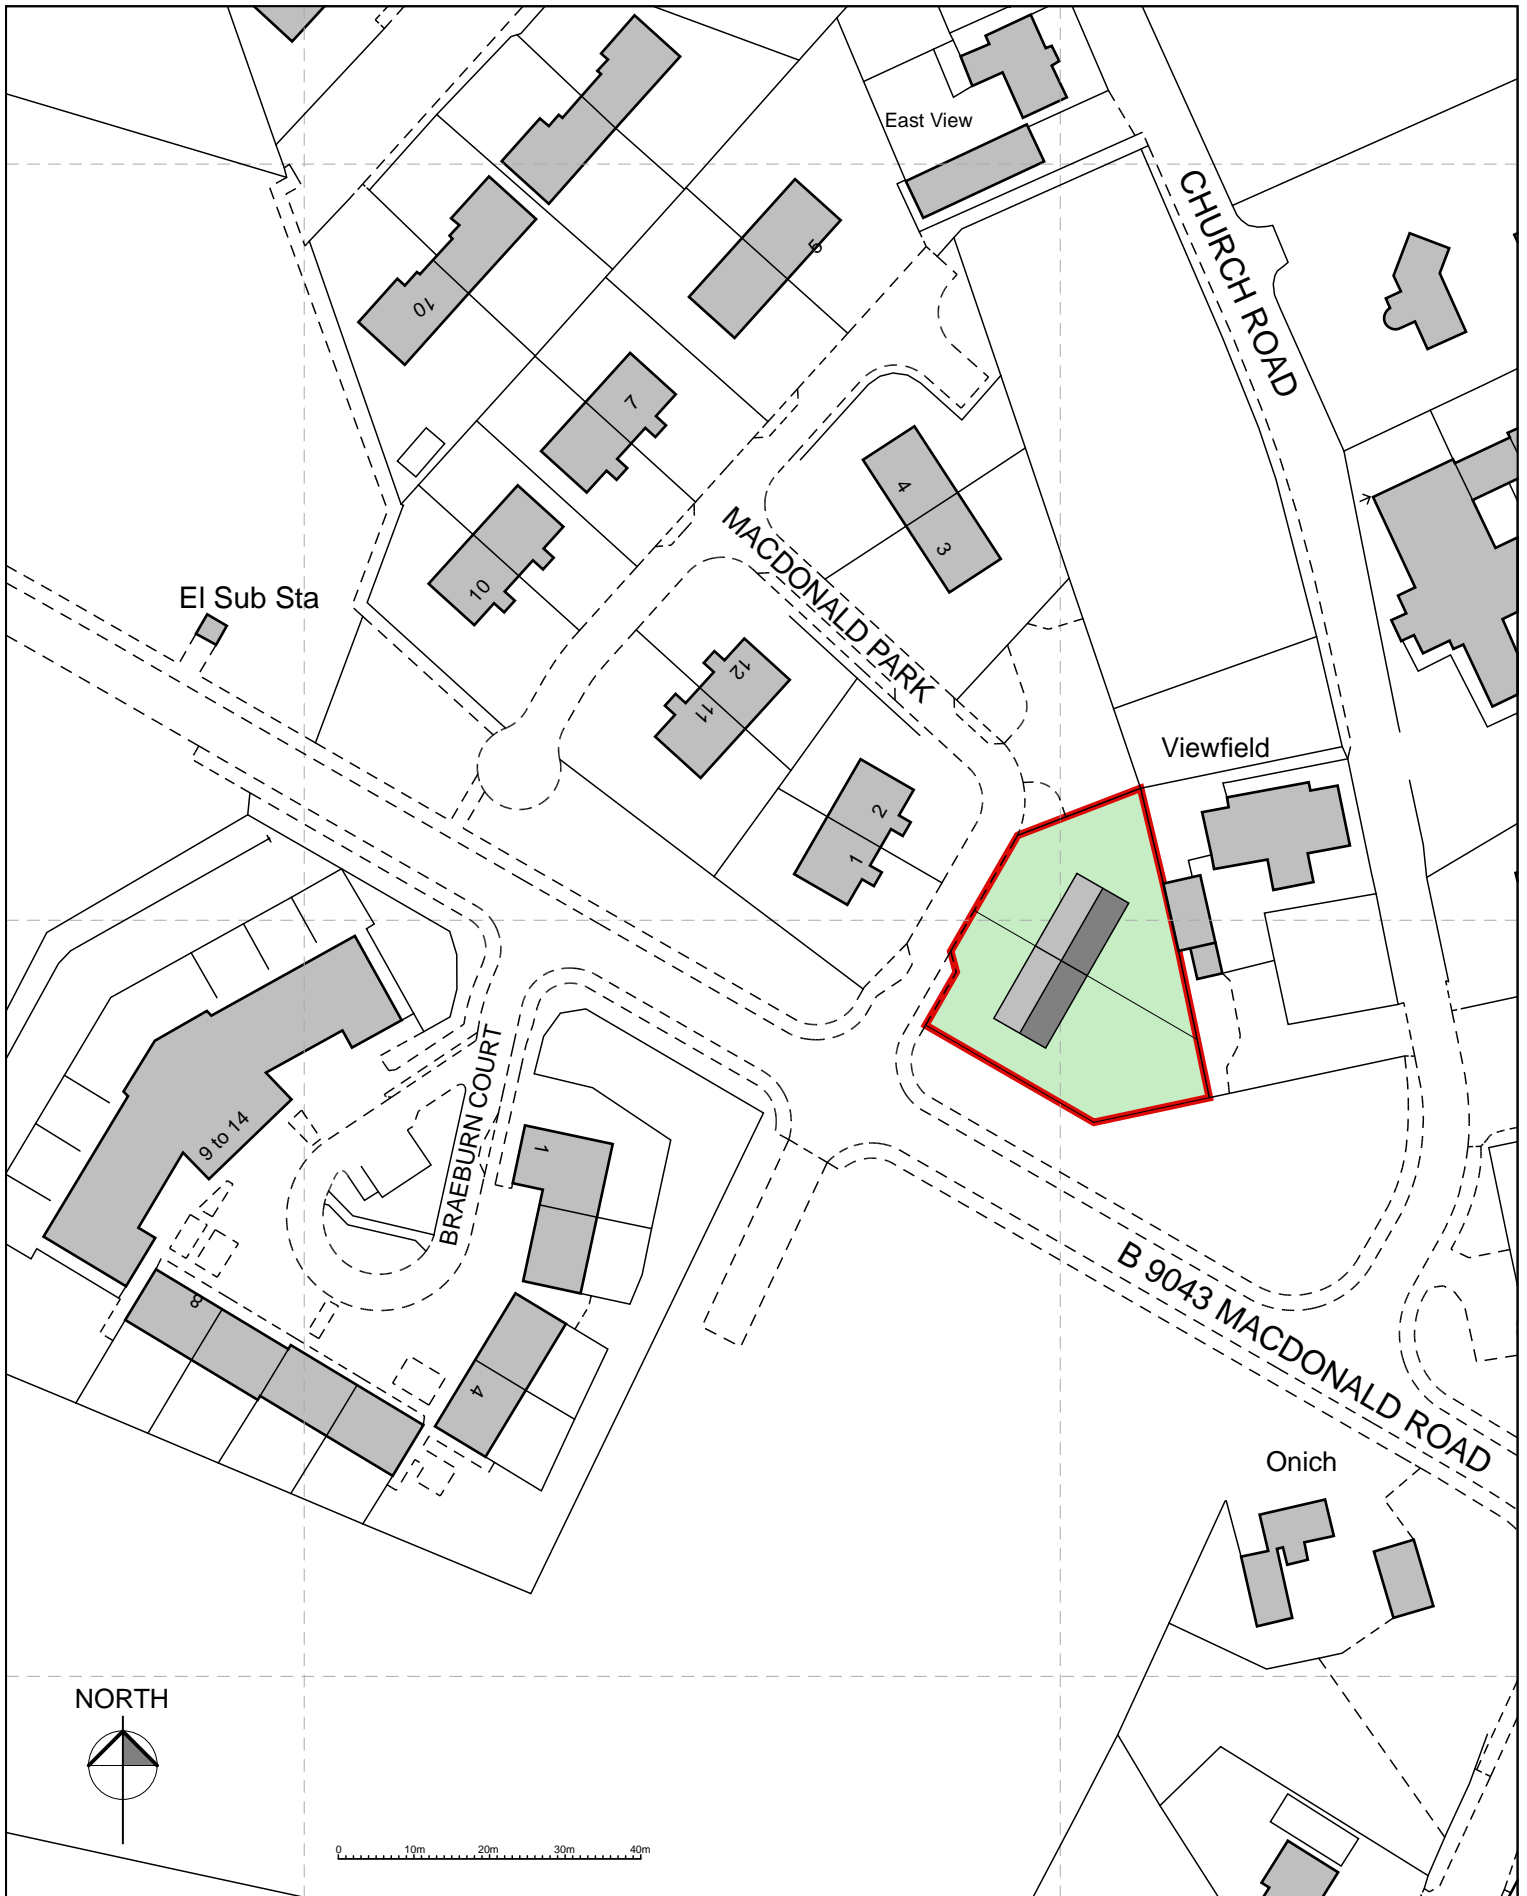 East View
CHURCH ROAD
5
10
7
4
3
MACDONALD PARK
10
El Sub Sta
12
11
Viewfield
2
1
BRAEBURN COURT
9 to 14
1
8
4
B 9043 MACDONALD ROAD
Onich
NORTH
0 10m 20m 30m 40m